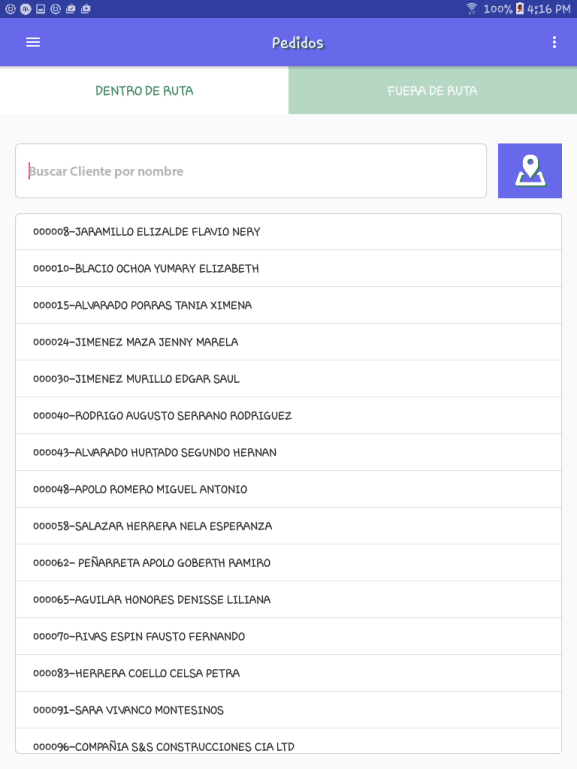 100% 4:16 PM
Pedidos
DENTRO DE RUTA
FUERA DE RUTA
Buscar Cliente por nombre
000008-JARAMILLO ELIZALDE FLAVIO NERY
000010-BLACIO OCHOA YUMARY ELIZABETH
000015-ALVARADO PORRAS TANIA XIMENA
000024-JIMENEZ MAZA JENNY MARELA
000030-JIMENEZ MURILLO EDGAR SAUL
000040-RODRIGO AUGUSTO SERRANO RODRIGUEZ
000043-ALVARADO HURTADO SEGUNDO HERNAN
000048-APOLO ROMERO MIGUEL ANTONIO
000058-SALAZAR HERRERA NELA ESPERANZA
000062- PEÑARRETA APOLO GOBERTH RAMIRO
000065-AGUILAR HONORES DENISSE LILIANA
000070-RIVAS ESPIN FAUSTO FERNANDO
000083-HERRERA COELLO CELSA PETRA
000091-SARA VIVANCO MONTESINOS
000096-COMPAÑIA S&S CONSTRUCCIONES CIA LTD